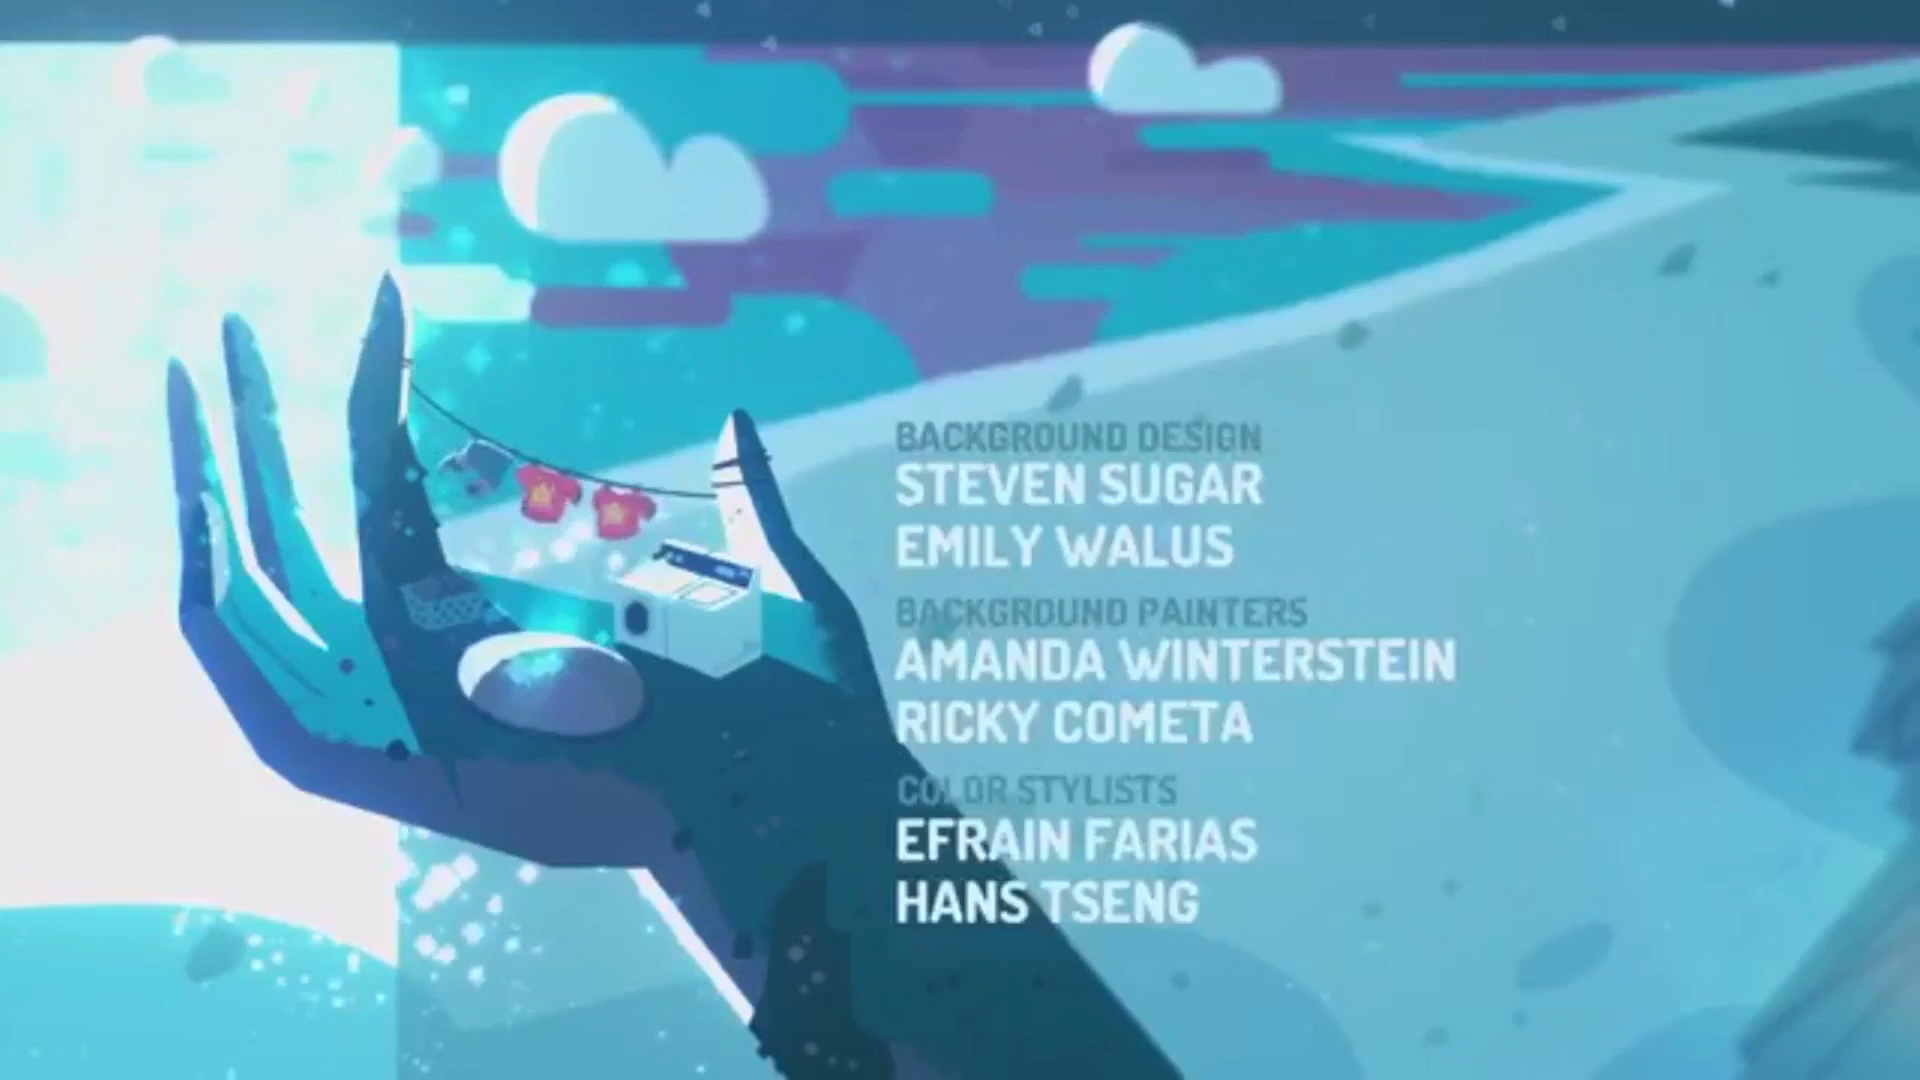 BACKGROUND DESIGN
STEVEN SUGAR
EMILY WALUS
BACKGROUND PAINTERS
AMANDA WINTERSTEIN
RICKY COMETA
COLOR STYLISTS
EFRAIN FARIAS
HANS TSENG